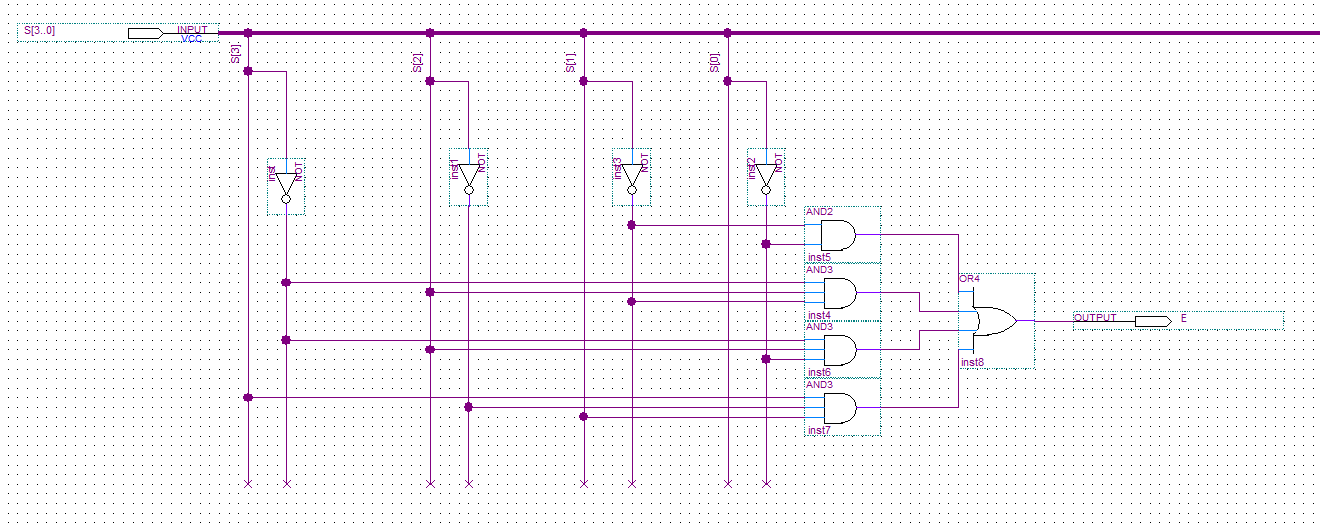 S[3..0]
INPUT
VCC
S[3]
S[2]
S[1]
S[0]
inst
NOT
inst1
NOT
inst3
NOT
inst2
NOT
AND2
inst5
AND3
inst4
AND3
inst6
AND3
inst7
OR4
inst8
OUTPUT
E